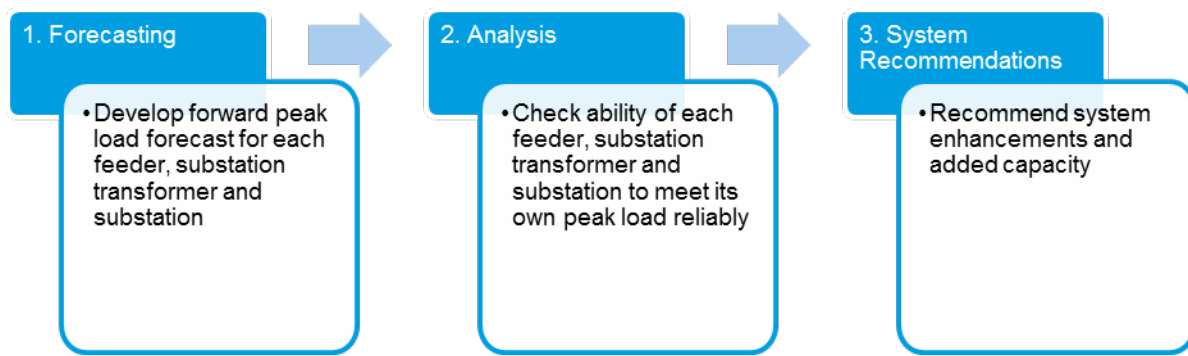 1. Forecasting
•Develop forward peak
load forecast for each
feeder, substation
transformer and
substation
2. Analysis
•Check ability of each
feeder, substation
transformer and
substation to meet its
own peak load reliably
3. System
Recommendations
•Recommend system
enhancements and
added capacity